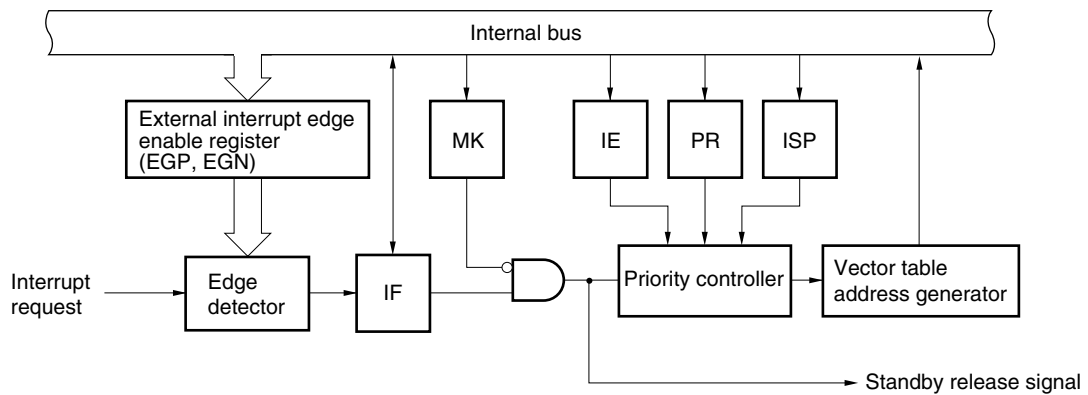 Internal bus
External interrupt edge
enable register
(EGP, EGN)
MK
IE
PR
ISP
Interrupt
request
Edge
detector
IF
Priority controller
Vector table
address generator
Standby release signal